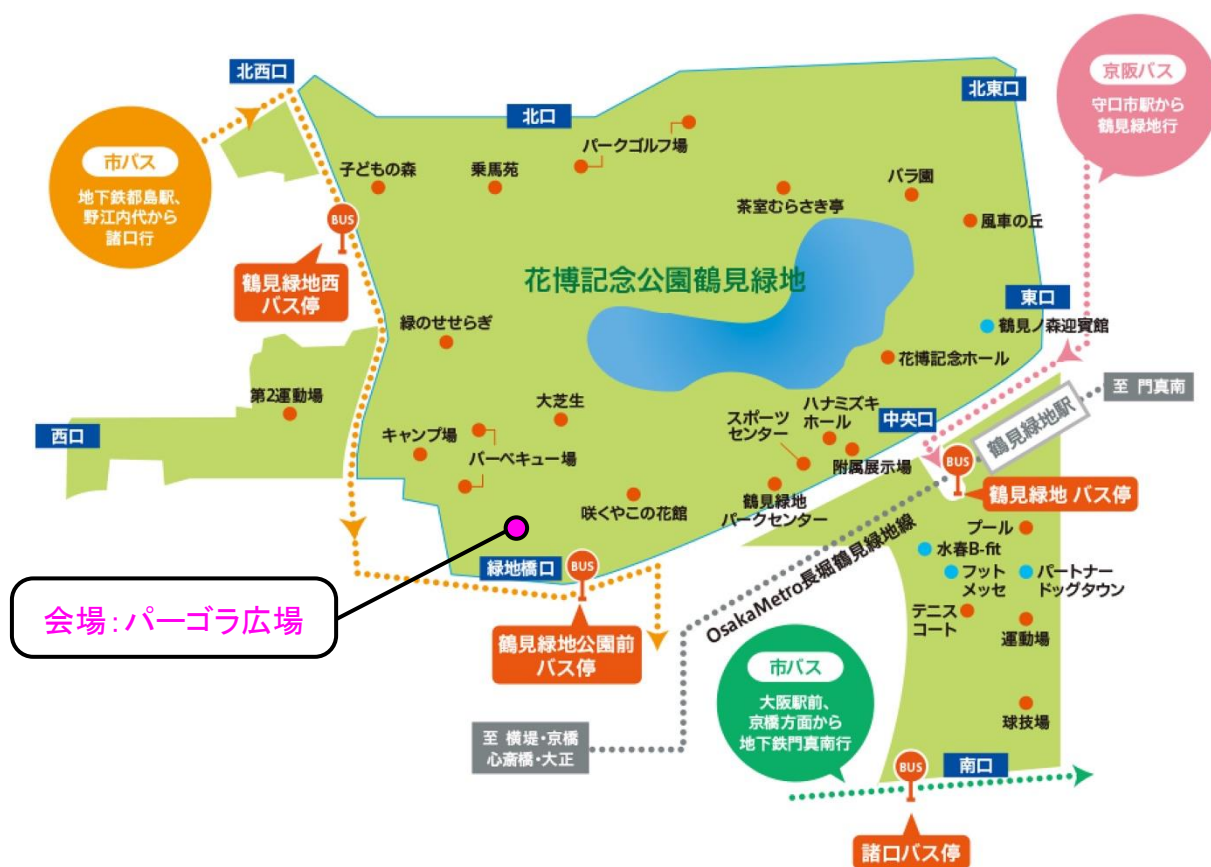 北西口
北口
北東口
京阪バス
守口市駅から
鶴見緑地行
市バス
地下鉄都島駅、
野江内代から
諸口行
子どもの森
乗馬苑
パークゴルフ場
茶室むらさき亭
バラ園
風車の丘
BUS
鶴見緑地西
バス停
花博記念公園鶴見緑地
東口
鶴見ノ森迎賓館
緑のせせらぎ
花博記念ホール
至 門真南
第2運動場
大芝生
ハナミズキ
ホール
中央口
鶴見緑地駅
西口
キャンプ場
バーベキュー場
スポーツ
センター
附属展示場
BUS
鶴見緑地 バス停
咲くやこの花館
鶴見緑地
パークセンター
プール
水春B-fit
フット
メッセ
パートナー
ドッグタウン
緑地橋口
BUS
OsakaMetro長堀鶴見緑地線
テニス
コート
運動場
会場:パーゴラ広場
鶴見緑地公園前
バス停
市バス
大阪駅前、
京橋方面から
地下鉄門真南行
球技場
至 横堤・京橋
心斎橋・大正
BUS
南口
諸口バス停